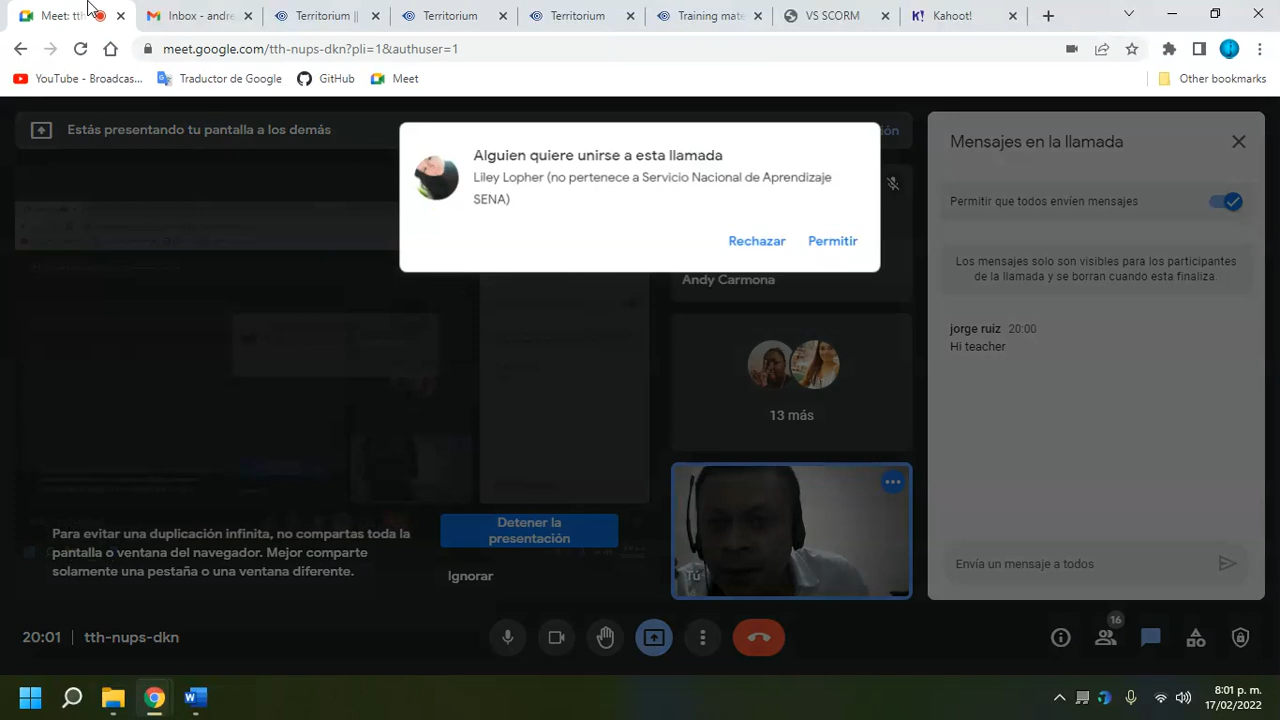 Meet: tth
Inbox - andre
Territorium ||
Territorium
Territorium
Training mate
VS SCORM
Kahoot!
meet.google.com/tth-nups-dkn?pli=1&authuser=1
YouTube - Broadcas...
Traductor de Google
GitHub
Meet
Other bookmarks
Estás presentando tu pantalla a los demás
Alguien quiere unirse a esta llamada
Liley Lopher (no pertenece a Servicio Nacional de Aprendizaje
SENA)
Rechazar
Permitir
Andy Carmona
13 más
Tú
Para evitar una duplicación infinita, no compartas toda la
pantalla o ventana del navegador. Mejor comparte
solamente una pestaña o una ventana diferente.
Detener la
presentación
Ignorar
Mensajes en la llamada
Permitir que todos envíen mensajes
Los mensajes solo son visibles para los participantes
de la llamada y se borran cuando esta finaliza.
jorge ruiz 20:00
Hi teacher
Envía un mensaje a todos
20:01 | tth-nups-dkn
16
8:01 p. m.
17/02/2022